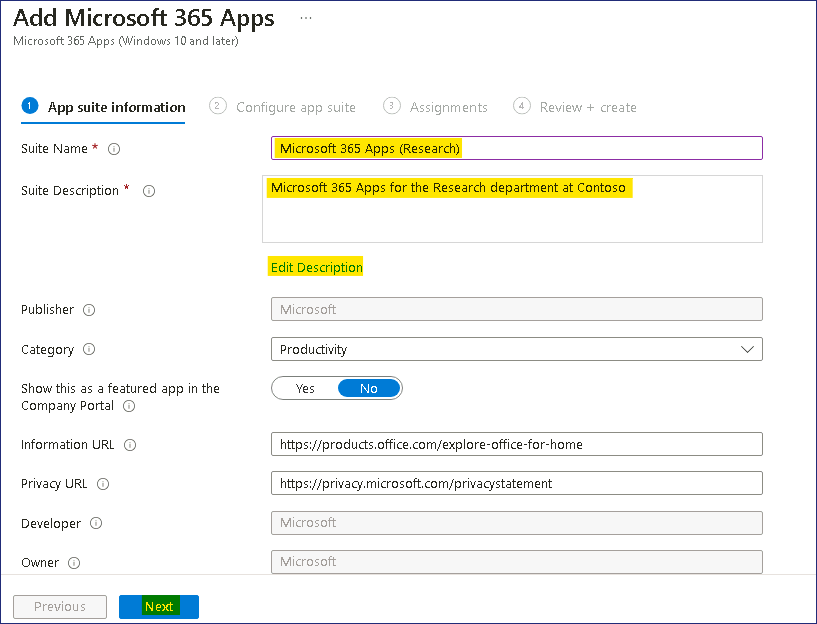 Add Microsoft 365 Apps ...
Microsoft 365 Apps (Windows 10 and later)
1 App suite information 2 Configure app suite 3 Assignments 4 Review + create
Suite Name * Microsoft 365 Apps (Research)
Suite Description * Microsoft 365 Apps for the Research department at Contoso
Edit Description
Publisher Microsoft
Category Productivity
Show this as a featured app in the Yes No
Company Portal
Information URL https://products.office.com/explore-office-for-home
Privacy URL https://privacy.microsoft.com/privacystatement
Developer Microsoft
Owner Microsoft
Previous Next